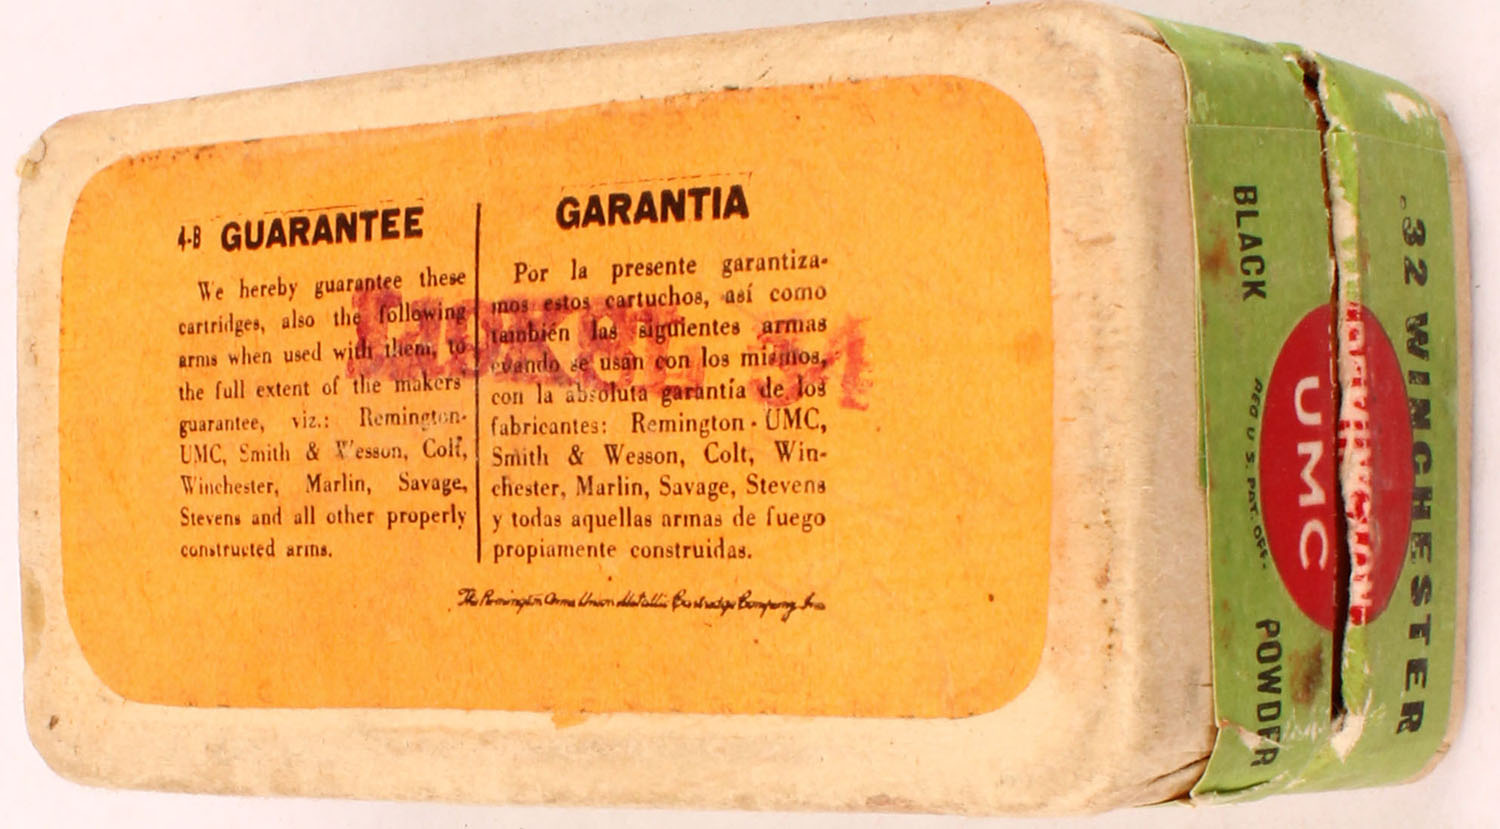 4-B GUARANTEE
We hereby guarantee these
cartridges, also the following
arms when used with them, to
the full extent of the makers
guarantee, viz.: Remington-
UMC, Smith & Wesson, Colt,
Winchester, Marlin, Savage,
Stevens and all other properly
constructed arms.
GARANTIA
Por la presente garantiza-
mos estos cartuchos, así como
también las siguientes armas
cuando se usan con los mismos,
con la absoluta garantía de los
fabricantes: Remington - UMC,
Smith & Wesson, Colt, Win-
chester, Marlin, Savage, Stevens
y todas aquellas armas de fuego
propiamente construidas.
The Remington Arms Union Metallic Cartridge Company, Inc
.32 WINCHESTER
REMINGTON
UMC
REG U S. PAT. OFF.
BLACK POWDER